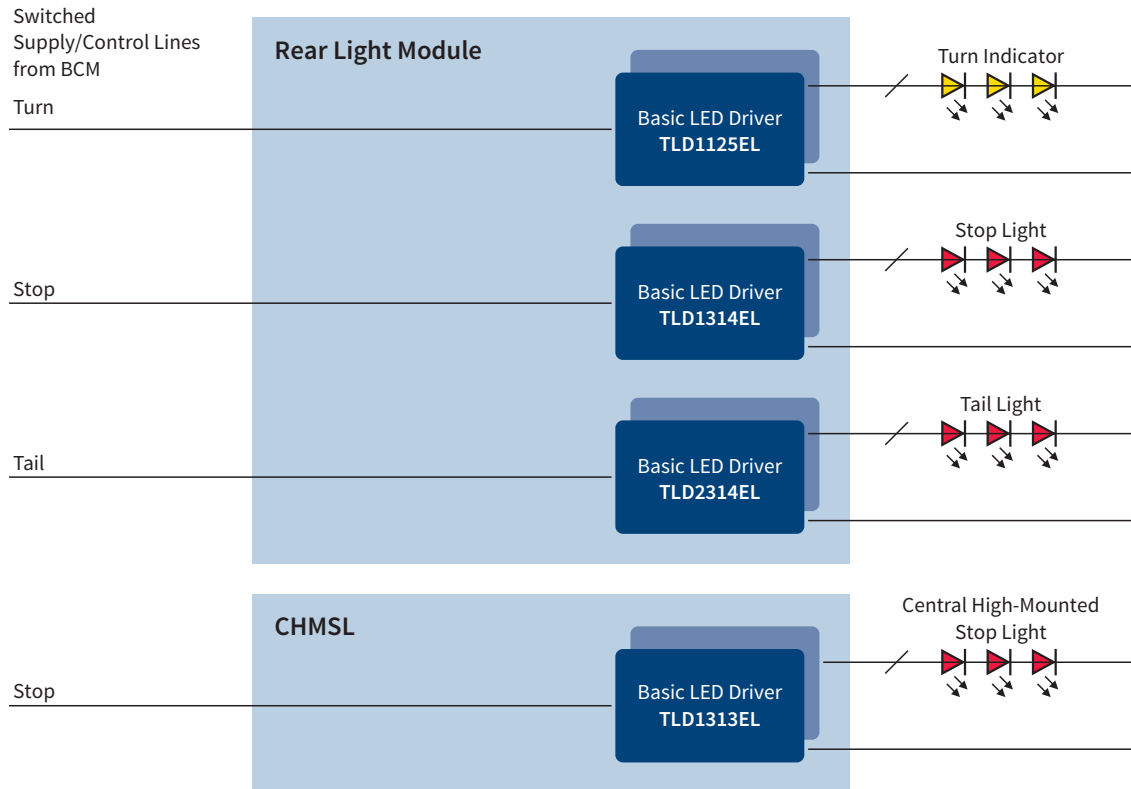 Switched
Supply/Control Lines
from BCM
Rear Light Module
Turn
Basic LED Driver
TLD1125EL
Turn Indicator
Stop
Basic LED Driver
TLD1314EL
Stop Light
Tail
Basic LED Driver
TLD2314EL
Tail Light
CHMSL
Stop
Basic LED Driver
TLD1313EL
Central High-Mounted
Stop Light